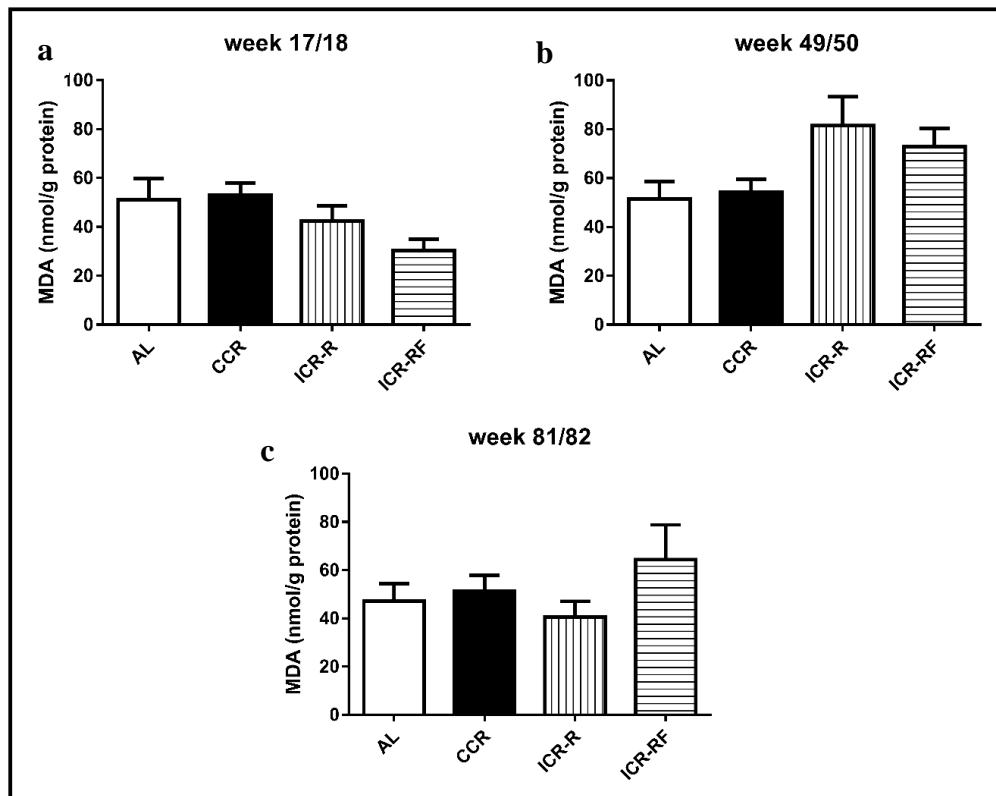 a
week 17/18
MDA (nmol/g protein)
100
80
60
40
20
0
AL
CCR
ICR-R
ICR-RF
b
week 49/50
MDA (nmol/g protein)
100
80
60
40
20
0
AL
CCR
ICR-R
ICR-RF
c
week 81/82
MDA (nmol/g protein)
100
80
60
40
20
0
AL
CCR
ICR-R
ICR-RF